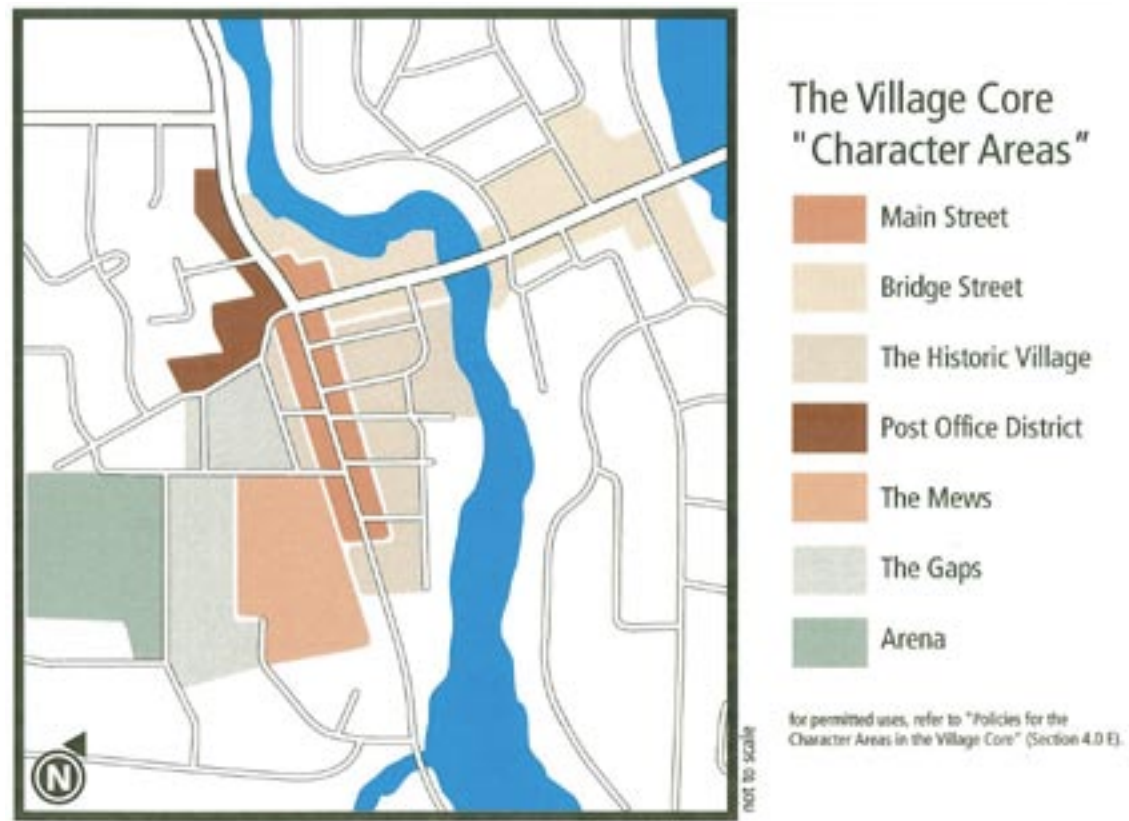 The Village Core
"Character Areas"
Main Street
Bridge Street
The Historic Village
Post Office District
The Mews
The Gaps
Arena
for permitted uses, refer to "Policies for the
Character Areas in the Village Core" (Section 4.0 E).
not to scale
N